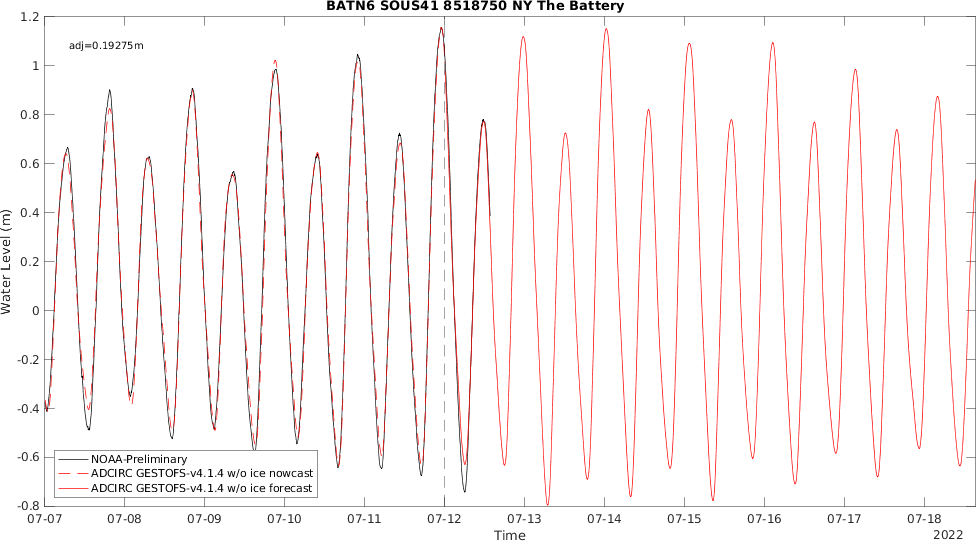 BATN6 SOUS41 8518750 NY The Battery
adj=0.19275m
Water Level (m)
1.2
1
0.8
0.6
0.4
0.2
0
-0.2
-0.4
-0.6
-0.8
NOAA-Preliminary
ADCIRC GESTOFS-v4.1.4 w/o ice nowcast
ADCIRC GESTOFS-v4.1.4 w/o ice forecast
07-07 07-08 07-09 07-10 07-11 07-12 07-13 07-14 07-15 07-16 07-17 07-18
Time
2022